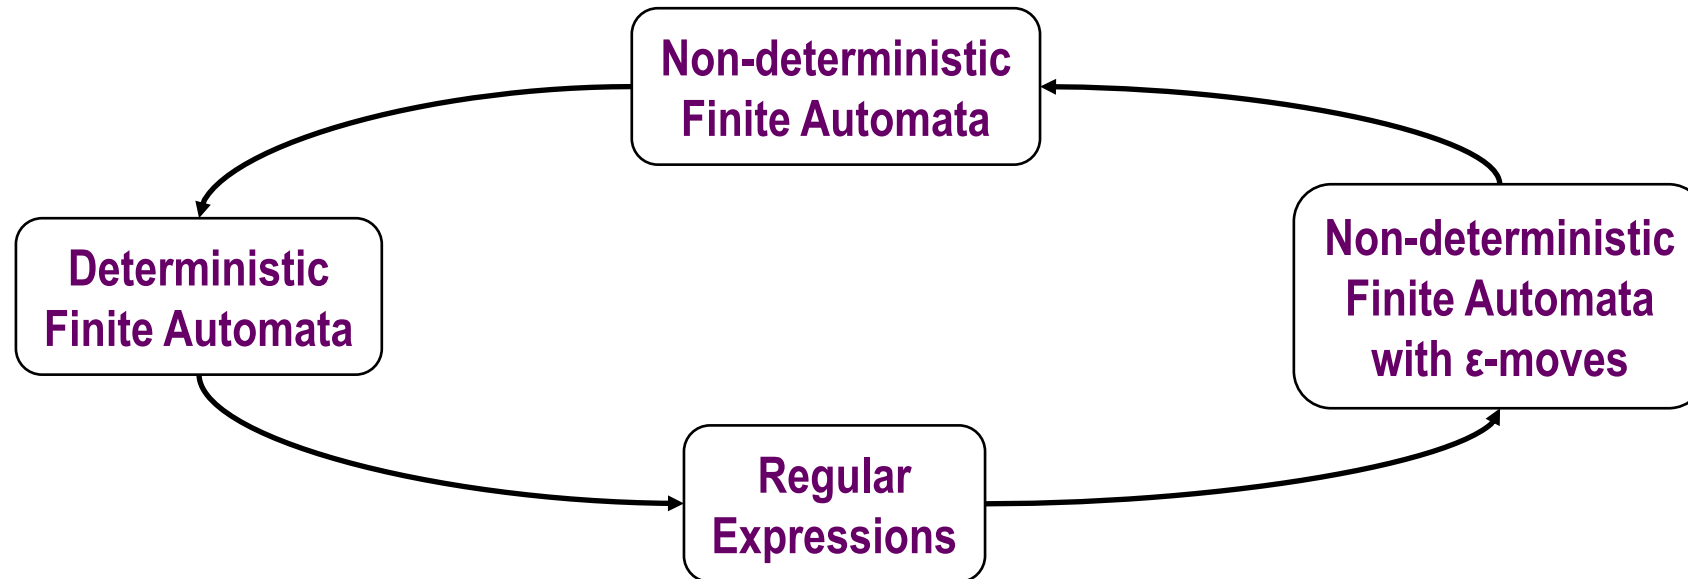 Non-deterministic
Finite Automata
Deterministic
Finite Automata
Non-deterministic
Finite Automata
with ε-moves
Regular
Expressions